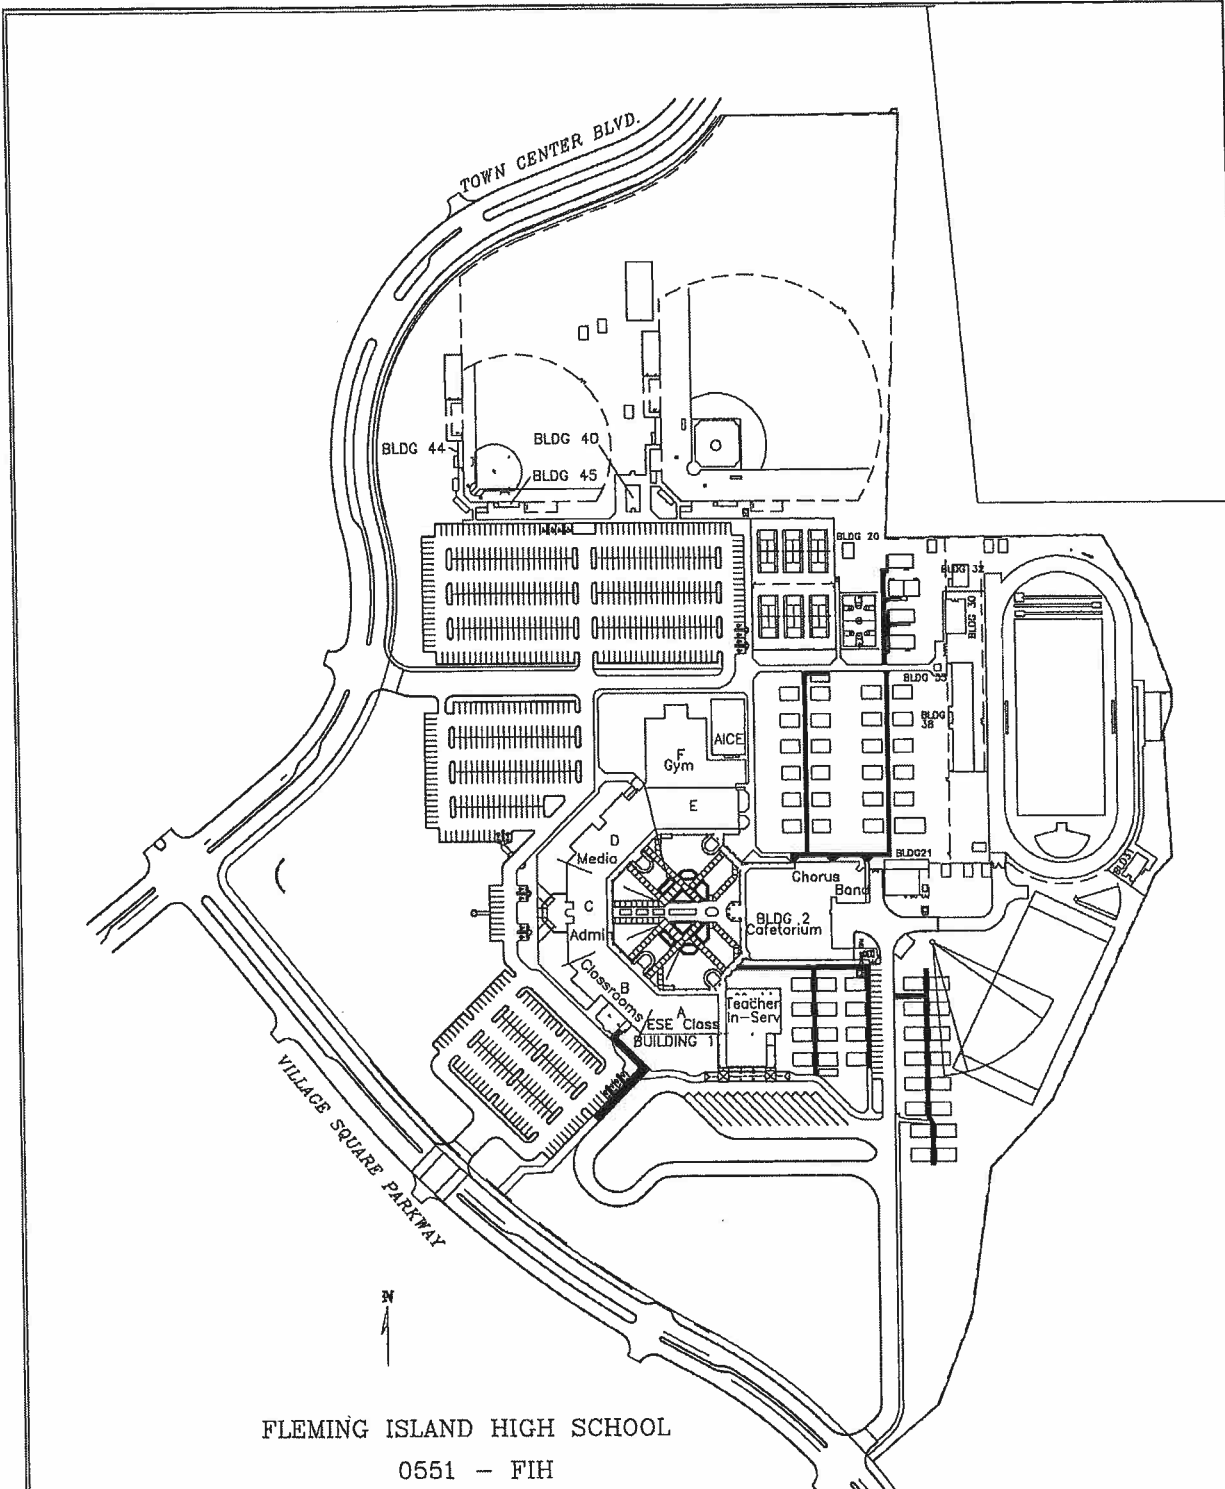 TOWN CENTER BLVD.
BLDG 44
BLDG 40
BLDG 45
BLDG 20
BLDG 32
BLDG 30
BLDG 33
BLDG
38
AICE
F
Gym
E
D
Media
C
Admin
Chorus
Band
BLDG21
BLDG 2
Cafetorium
B
Classrooms
A
ESE Class
BUILDING 1
Teacher
In-Serv
VILLAGE SQUARE PARKWAY
N
FLEMING ISLAND HIGH SCHOOL
0551 - FIH